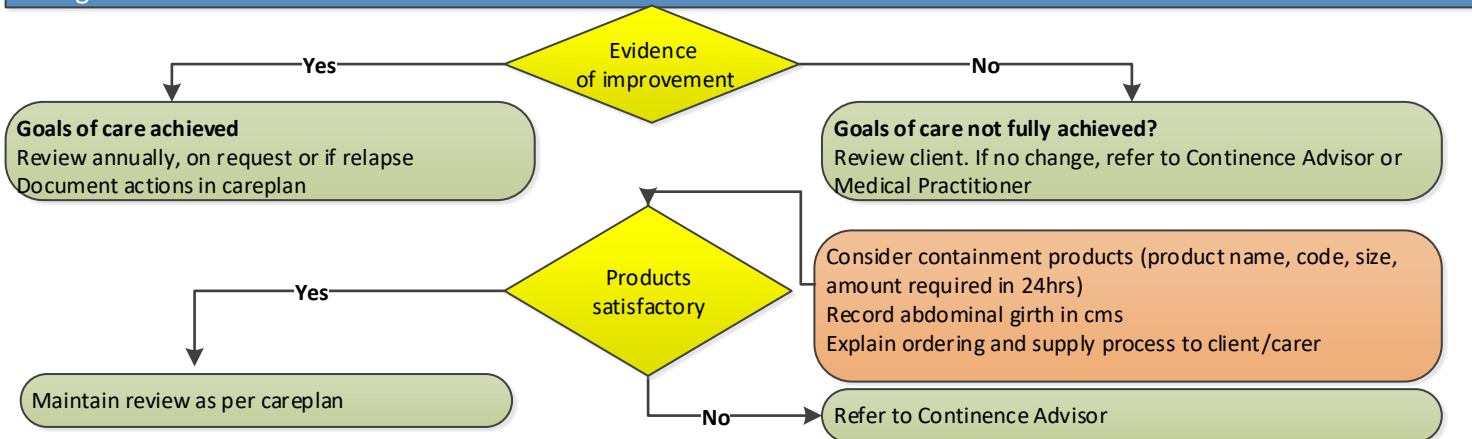 Evidence
of improvement
Yes
No
Goals of care achieved
Review annually, on request or if relapse
Document actions in careplan
Goals of care not fully achieved?
Review client. If no change, refer to Continence Advisor or
Medical Practitioner
Products
satisfactory
Consider containment products (product name, code, size,
amount required in 24hrs)
Record abdominal girth in cms
Explain ordering and supply process to client/carer
Yes
Maintain review as per careplan
No
Refer to Continence Advisor